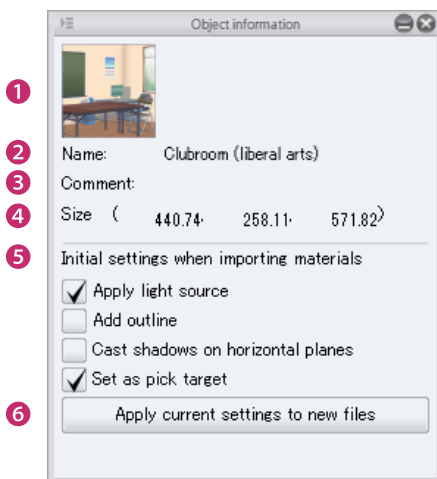 Object information
1
2 Name: Clubroom (liberal arts)
3 Comment:
4 Size ( 440.74, 258.11, 571.82)
5 Initial settings when importing materials
Apply light source
Add outline
Cast shadows on horizontal planes
Set as pick target
6 Apply current settings to new files